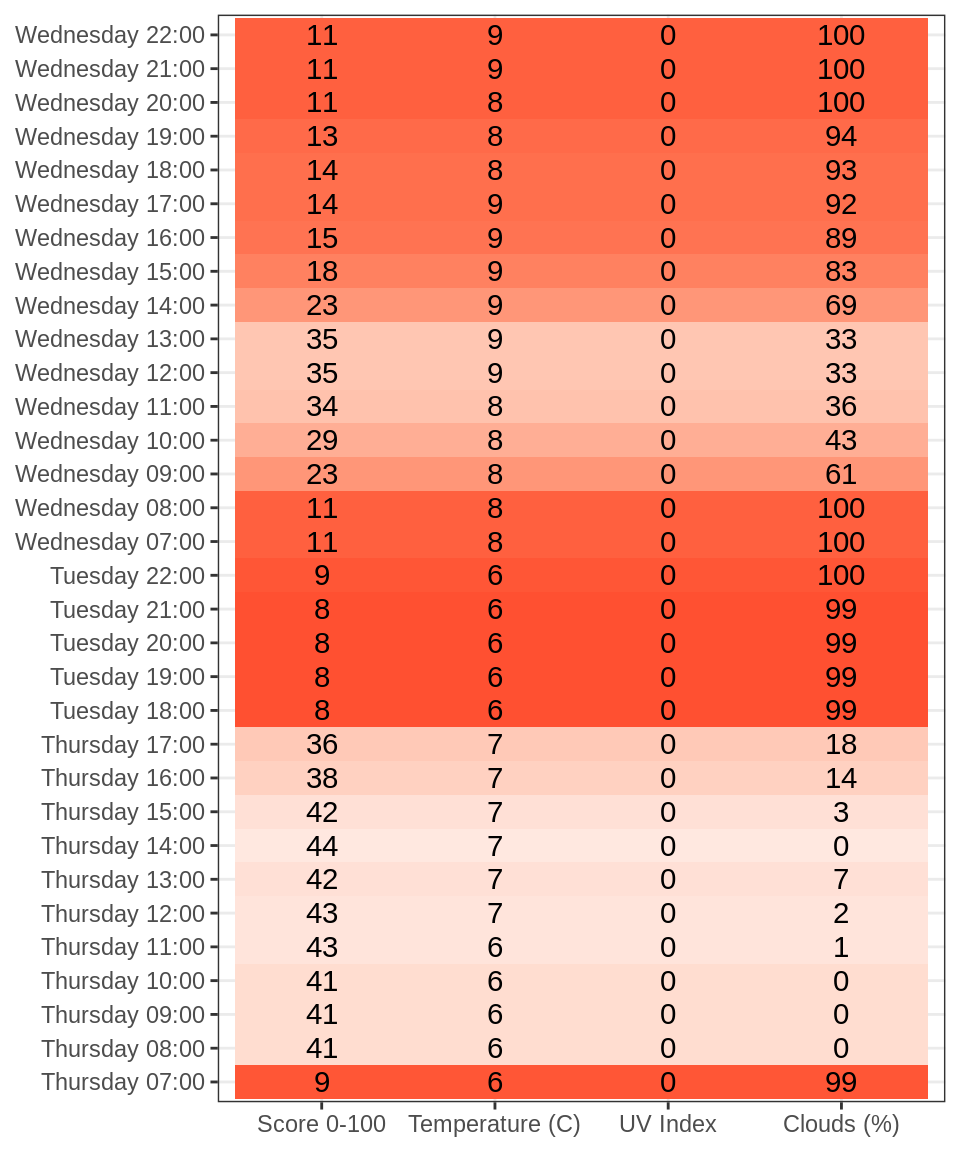 Wednesday 22:00 11 9 0 100
Wednesday 21:00 11 9 0 100
Wednesday 20:00 11 8 0 100
Wednesday 19:00 13 8 0 94
Wednesday 18:00 14 8 0 93
Wednesday 17:00 14 9 0 92
Wednesday 16:00 15 9 0 89
Wednesday 15:00 18 9 0 83
Wednesday 14:00 23 9 0 69
Wednesday 13:00 35 9 0 33
Wednesday 12:00 35 9 0 33
Wednesday 11:00 34 8 0 36
Wednesday 10:00 29 8 0 43
Wednesday 09:00 23 8 0 61
Wednesday 08:00 11 8 0 100
Wednesday 07:00 11 8 0 100
Tuesday 22:00 9 6 0 100
Tuesday 21:00 8 6 0 99
Tuesday 20:00 8 6 0 99
Tuesday 19:00 8 6 0 99
Tuesday 18:00 8 6 0 99
Thursday 17:00 36 7 0 18
Thursday 16:00 38 7 0 14
Thursday 15:00 42 7 0 3
Thursday 14:00 44 7 0 0
Thursday 13:00 42 7 0 7
Thursday 12:00 43 7 0 2
Thursday 11:00 43 6 0 1
Thursday 10:00 41 6 0 0
Thursday 09:00 41 6 0 0
Thursday 08:00 41 6 0 0
Thursday 07:00 9 6 0 99
Score 0-100 Temperature (C) UV Index Clouds (%)